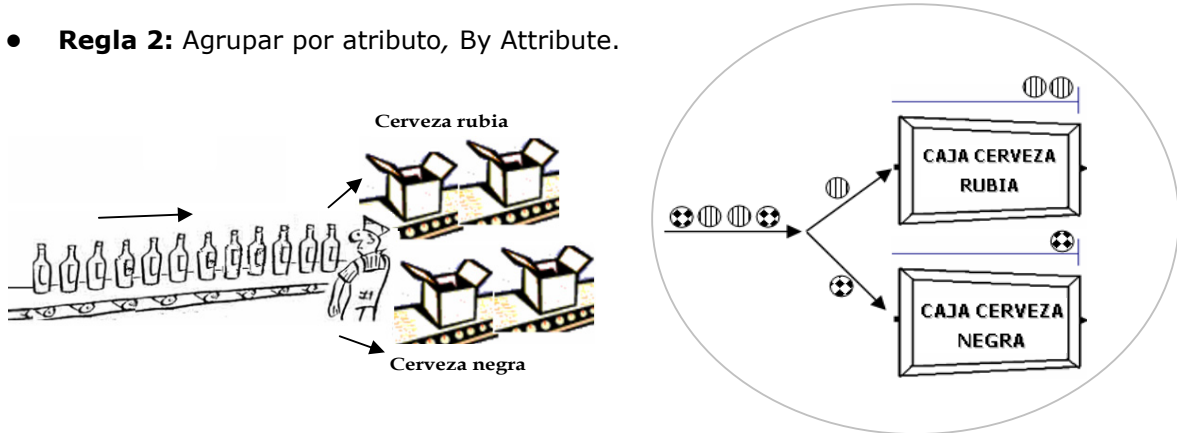 • Regla 2: Agrupar por atributo, By Attribute.
Cerveza rubia
Cerveza negra
CAJA CERVEZA
RUBIA
CAJA CERVEZA
NEGRA